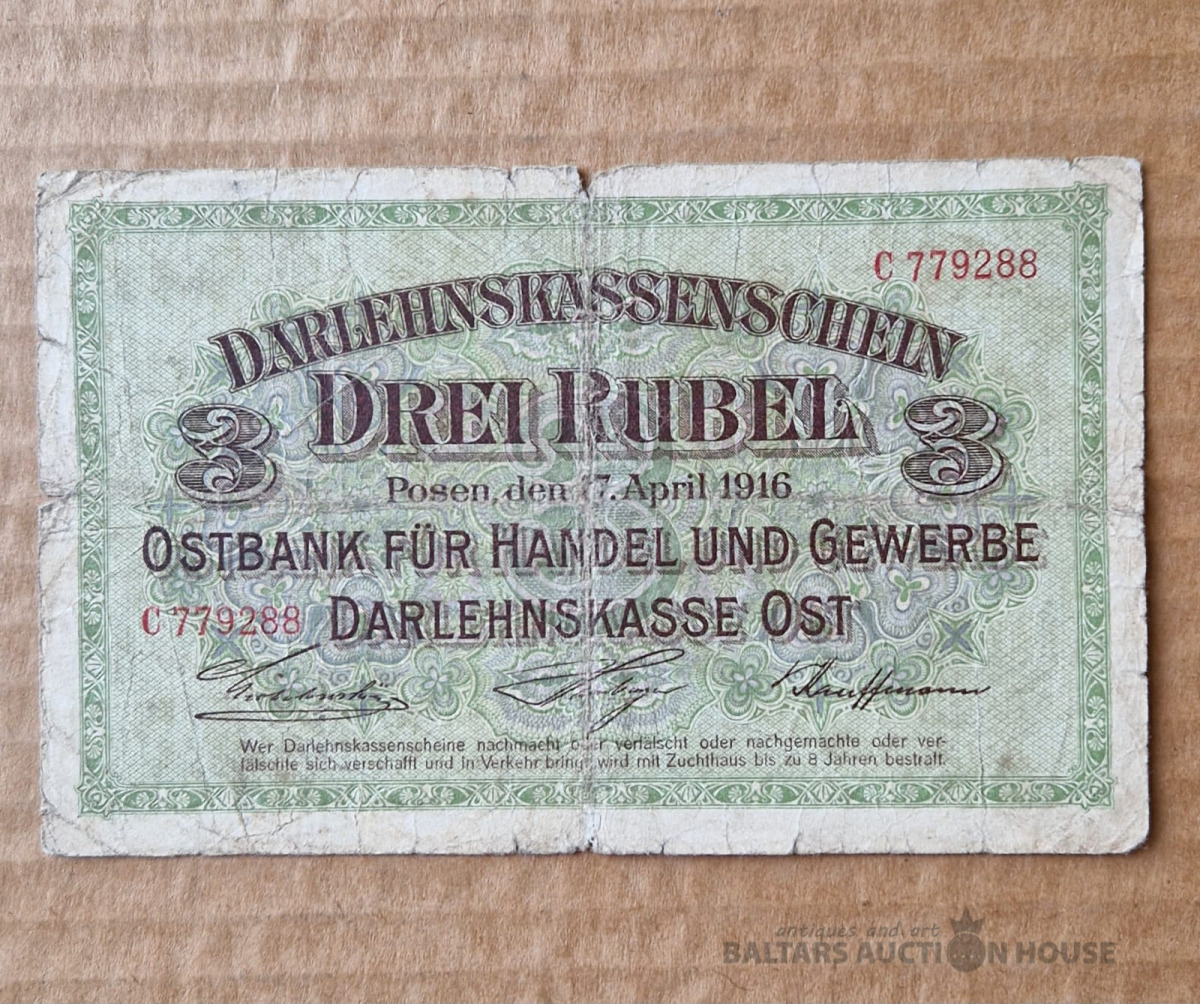 C 779288
DARLEHNSKASSENSCHEIN
DREI RUBEL
3 3
Posen, den 17. April 1916
OSTBANK FÜR HANDEL UND GEWERBE
C 779288 DARLEHNSKASSE OST
Kauffmann
Wer Darlehnskassenscheine nachmacht oder verfälscht oder nachgemachte oder ver-
fälschte sich verschafft und in Verkehr bringt, wird mit Zuchthaus bis zu 8 Jahren bestraft.
antiques and art
BALTARS AUCTION HOUSE